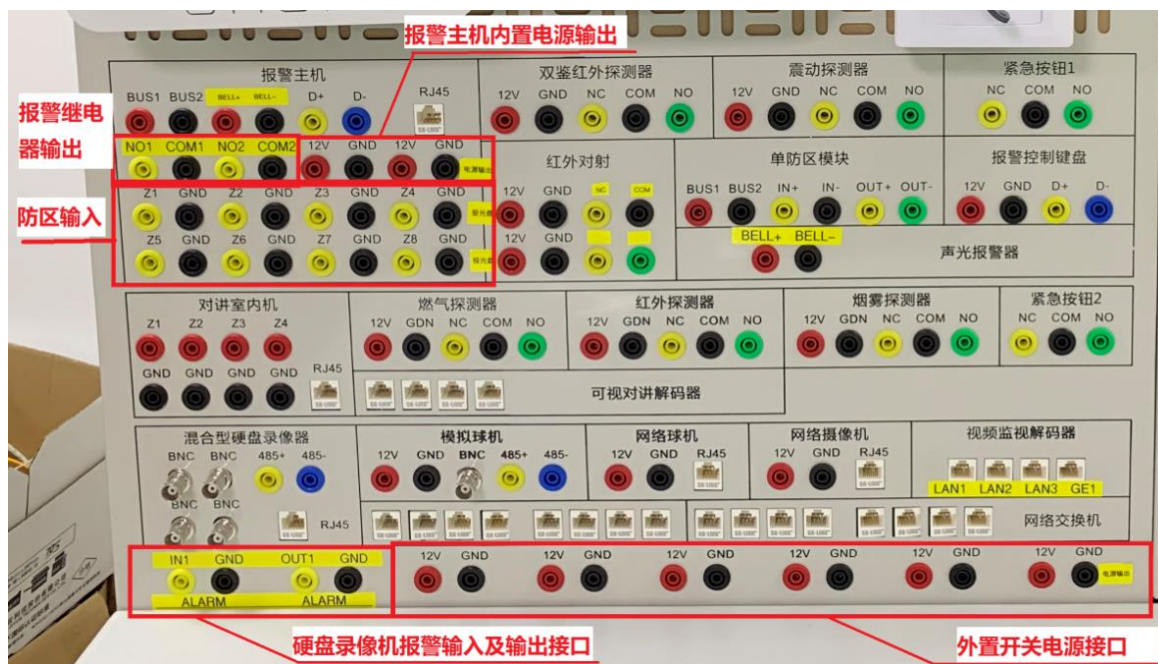 报警主机内置电源输出
报警继电器输出
防区输入
报警主机
BUS1 BUS2 BELL+ BELL- D+ D- RJ45
NO1 COM1 NO2 COM2 12V GND 12V GND
电源输出
Z1 GND Z2 GND Z3 GND Z4 GND
Z5 GND Z6 GND Z7 GND Z8 GND
双鉴红外探测器
12V GND NC COM NO
震动探测器
12V GND NC COM NO
紧急按钮1
NC COM NO
红外对射
12V GND NC COM
12V GND
单防区模块
BUS1 BUS2 IN+ IN- OUT+ OUT-
报警控制键盘
12V GND D+ D-
BELL+ BELL-
声光报警器
对讲室内机
Z1 Z2 Z3 Z4
GND GND GND GND RJ45
燃气探测器
12V GDN NC COM NO
红外探测器
12V GDN NC COM NO
烟雾探测器
12V GDN NC COM NO
紧急按钮2
NC COM NO
可视对讲解码器
混合型硬盘录像器
BNC BNC 485+ 485-
BNC BNC
RJ45
模拟球机
12V GND BNC 485+ 485-
网络球机
12V GND RJ45
网络摄像机
12V GND RJ45
视频监视解码器
LAN1 LAN2 LAN3 GE1
网络交换机
IN1 GND OUT1 GND
ALARM ALARM
12V GND 12V GND 12V GND 12V GND 12V GND 12V GND
电源输出
硬盘录像机报警输入及输出接口
外置开关电源接口